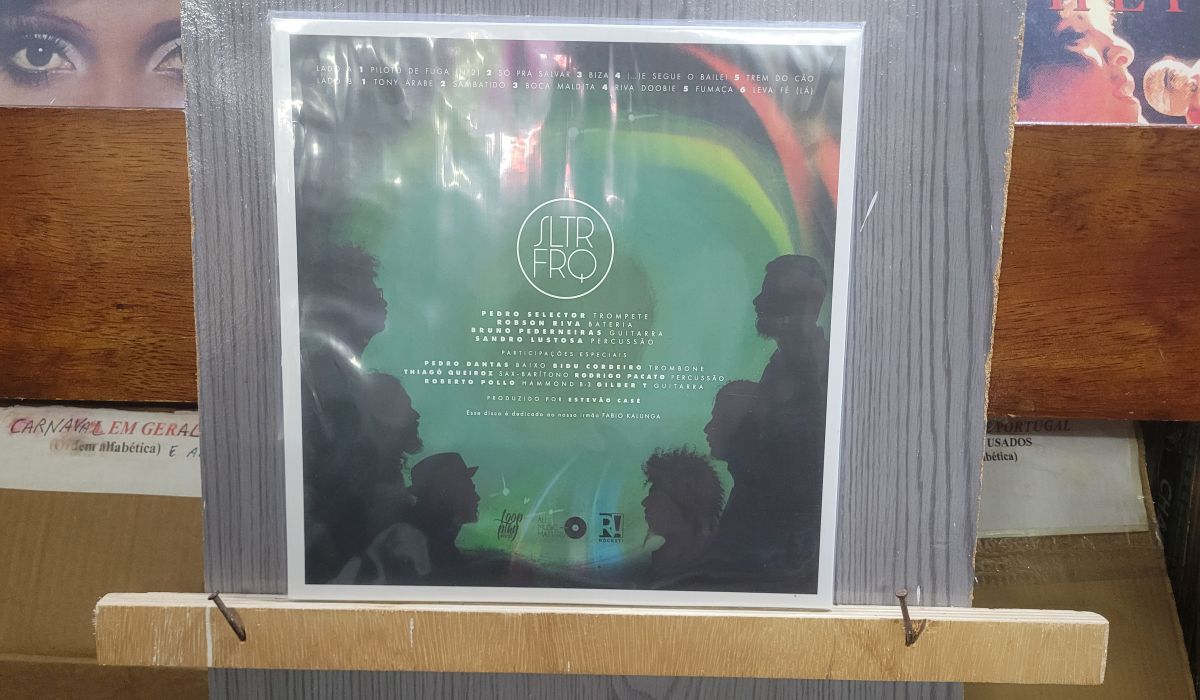 LADO A 1 PILOTO DE FUGA (Nº2) 2 SÓ PRA SALVAR 3 BIZA 4 (...)E SEGUE O BAILE! 5 TREM DO CÃO
LADO B 1 TONY ÁRABE 2 SAMBATIDO 3 BOCA MALDITA 4 RIVA DOOBIE 5 FUMAÇA 6 LEVA FÉ (LÁ)
SLTR
FRQ
PEDRO SELECTOR TROMPETE
ROBSON RIVA BATERIA
BRUNO PEDERNEIRAS GUITARRA
SANDRO LUSTOSA PERCUSSÃO
PARTICIPAÇÕES ESPECIAIS
PEDRO DANTAS BAIXO BIDU CORDEIRO TROMBONE
THIAGO QUEIROZ SAX-BARÍTONO RODRIGO PACATO PERCUSSÃO
ROBERTO POLLO HAMMOND B-3 GILBER T GUITARRA
PRODUZIDO POR ESTEVÃO CASÉ
Esse disco é dedicado ao nosso irmão FABIO KALUNGA
R!
ROCKIT!
CARNAVAL EM GERAL
(Ordem alfabética) E
PORTUGAL
USADOS